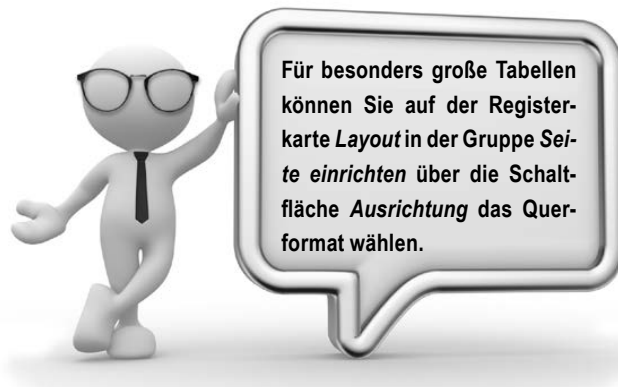 Für besonders große Tabellen
können Sie auf der Register-
karte Layout in der Gruppe Sei-
te einrichten über die Schalt-
fläche Ausrichtung das Quer-
format wählen.